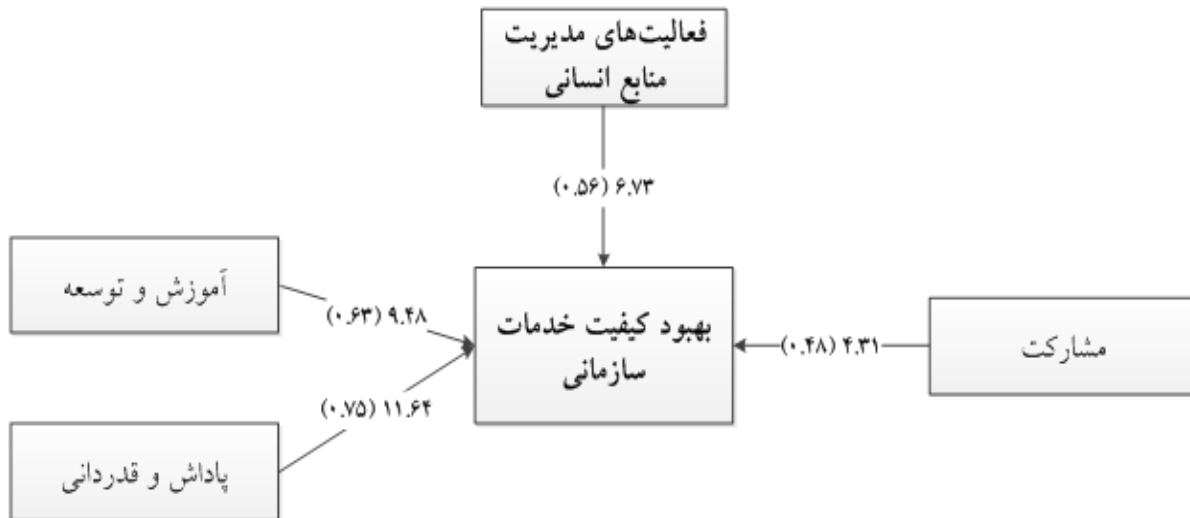 فعالیت‌های مدیریت
منابع انسانی
(۰.۵۶) ۶.۷۳
آموزش و توسعه
(۰.۶۳) ۹.۴۸
بهبود کیفیت خدمات
سازمانی
(۰.۴۸) ۴.۳۱
مشارکت
(۰.۷۵) ۱۱.۶۴
پاداش و قدردانی